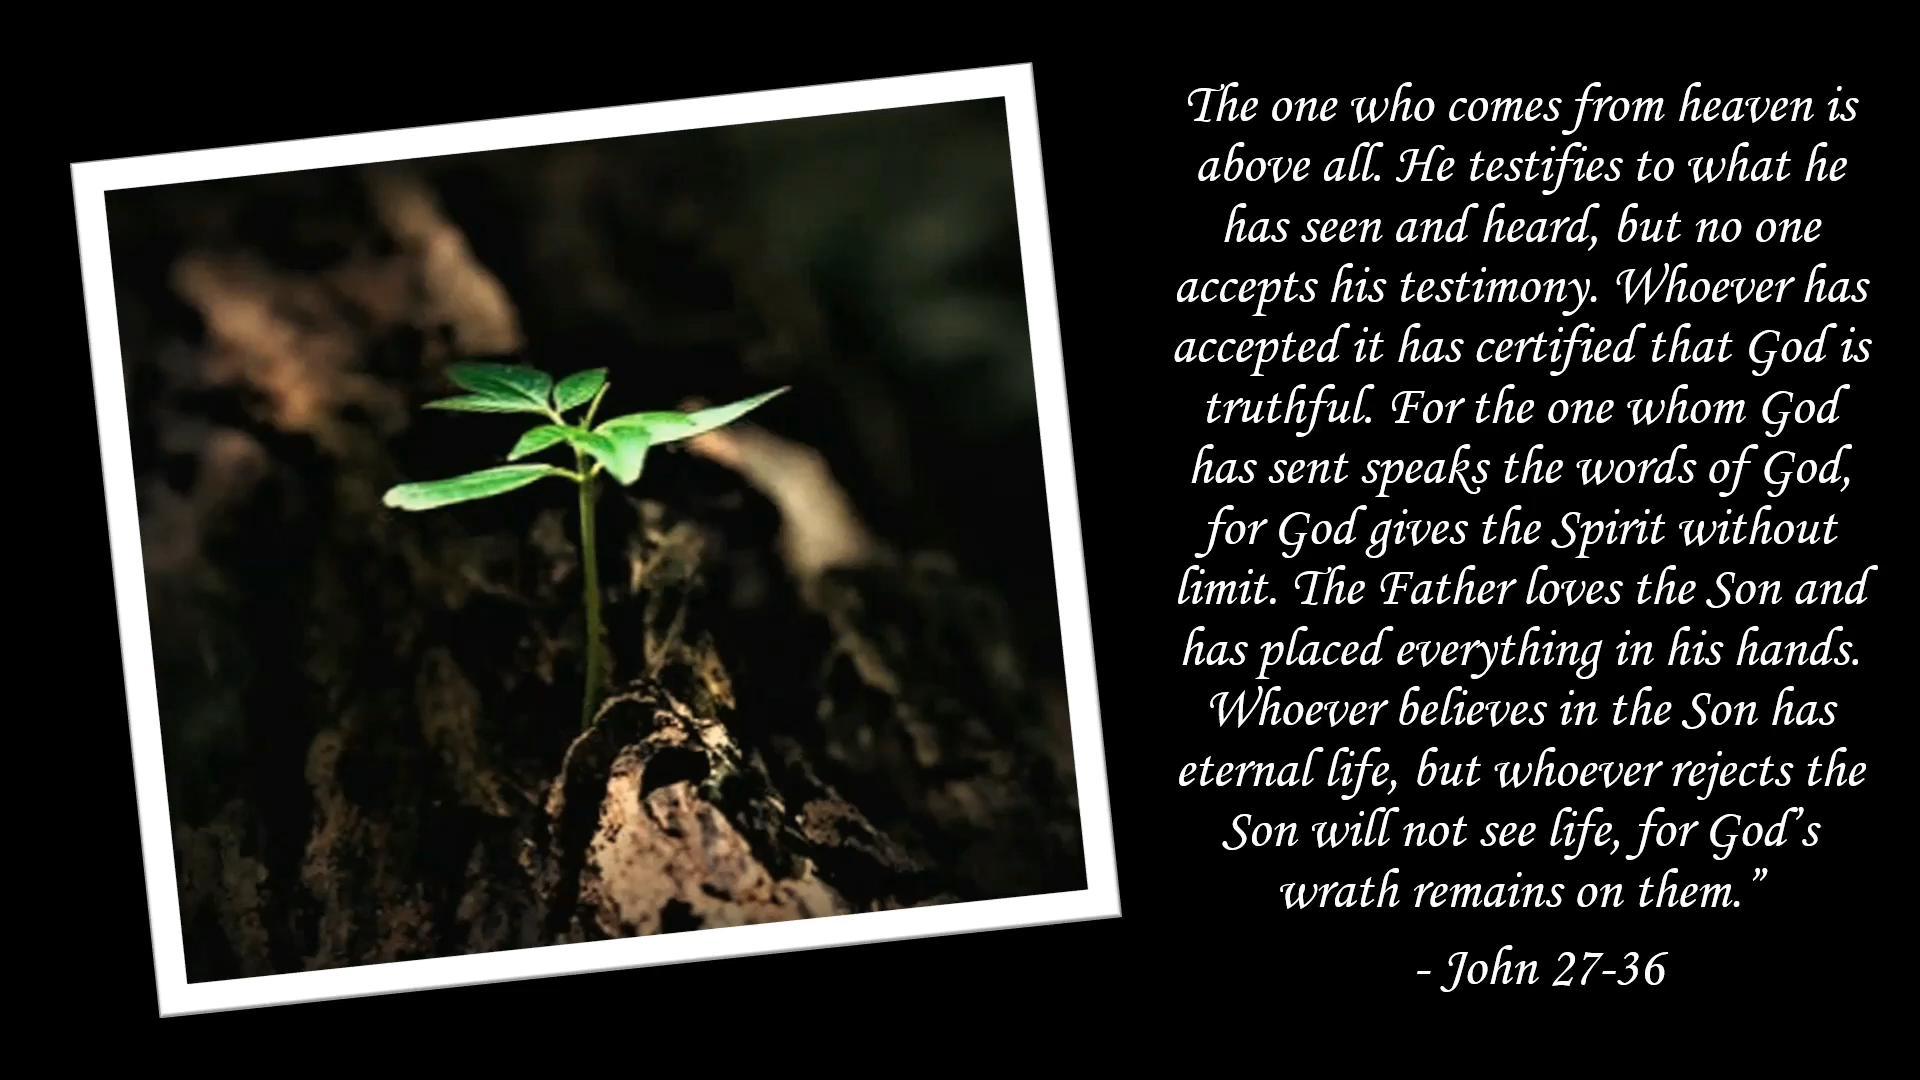 The one who comes from heaven is
above all. He testifies to what he
has seen and heard, but no one
accepts his testimony. Whoever has
accepted it has certified that God is
truthful. For the one whom God
has sent speaks the words of God,
for God gives the Spirit without
limit. The Father loves the Son and
has placed everything in his hands.
Whoever believes in the Son has
eternal life, but whoever rejects the
Son will not see life, for God’s
wrath remains on them.”
- John 27-36